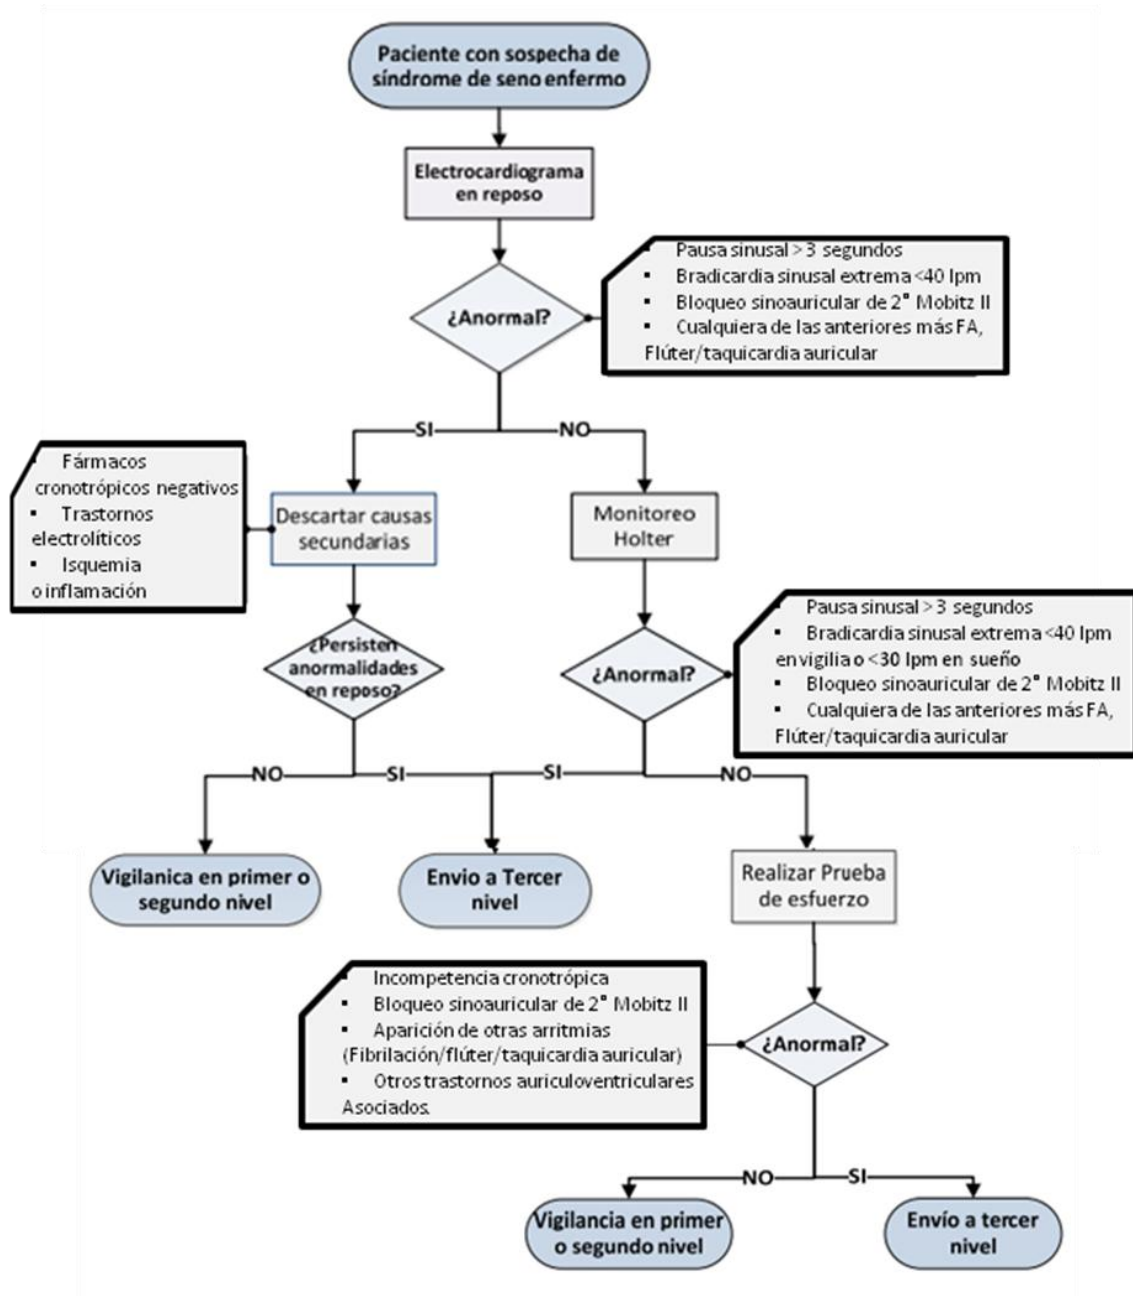 Paciente con sospecha de
síndrome de seno enfermo
Electrocardiograma
en reposo
¿Anormal?
▪ Pausa sinusal > 3 segundos
▪ Bradicardia sinusal extrema <40 lpm
▪ Bloqueo sinoauricular de 2° Mobitz II
▪ Cualquiera de las anteriores más FA,
Flúter/taquicardia auricular
SI
NO
▪ Fármacos
cronotrópicos negativos
▪ Trastornos
electrolíticos
▪ Isquemia
o inflamación
Descartar causas
secundarias
Monitoreo
Holter
¿Persisten
anormalidades
en reposo?
¿Anormal?
▪ Pausa sinusal > 3 segundos
▪ Bradicardia sinusal extrema <40 lpm
en vigilia o <30 lpm en sueño
▪ Bloqueo sinoauricular de 2° Mobitz II
▪ Cualquiera de las anteriores más FA,
Flúter/taquicardia auricular
NO
SI
SI
NO
Vigilanica en primer o
segundo nivel
Envio a Tercer
nivel
Realizar Prueba
de esfuerzo
▪ Incompetencia cronotrópica
▪ Bloqueo sinoauricular de 2° Mobitz II
▪ Aparición de otras arritmias
(Fibrilación/flúter/taquicardia auricular)
▪ Otros trastornos auriculoventriculares
Asociados.
¿Anormal?
NO
SI
Vigilancia en primer
o segundo nivel
Envío a tercer
nivel